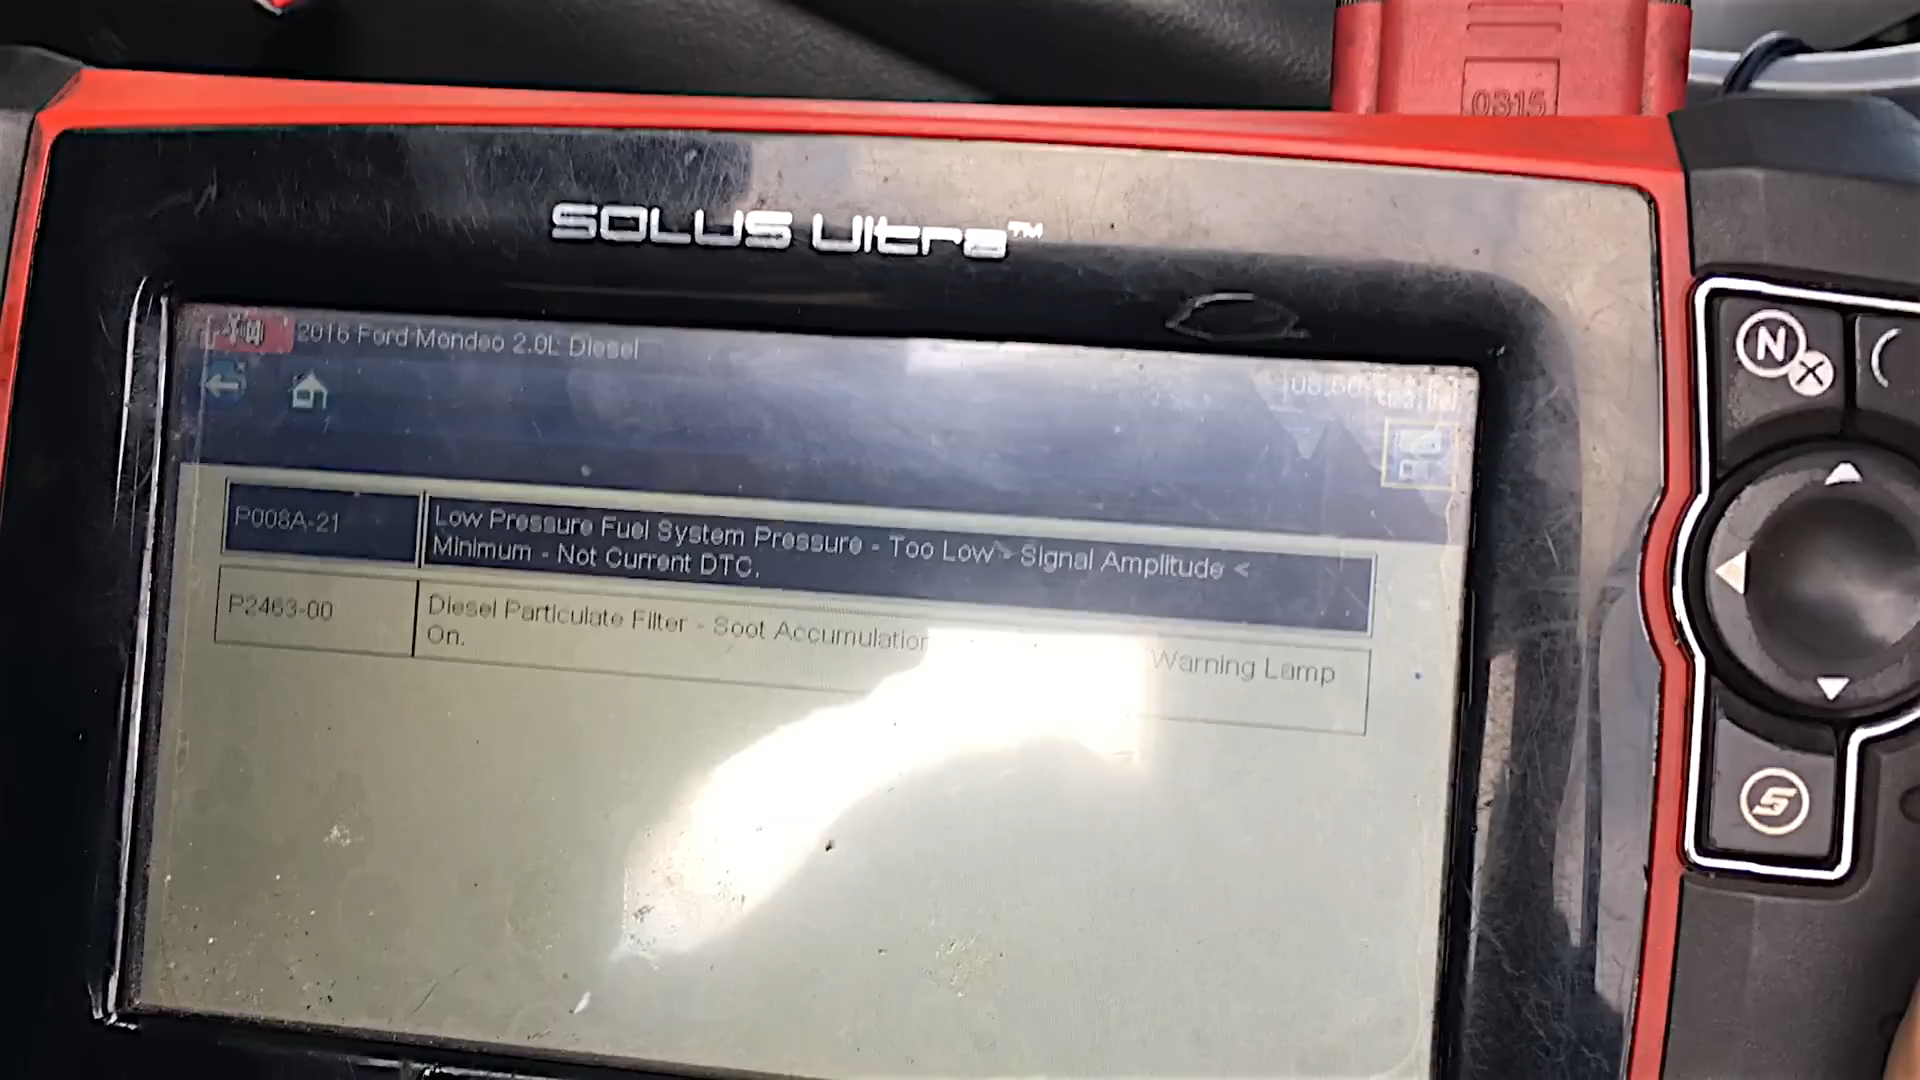 0315
SOLUS Ultra™
2016 Ford Mondeo 2.0L Diesel
P008A-21
Low Pressure Fuel System Pressure - Too Low - Signal Amplitude <
Minimum - Not Current DTC.
P2463-00
Diesel Particulate Filter - Soot Accumulation Warning Lamp
On.
N
S